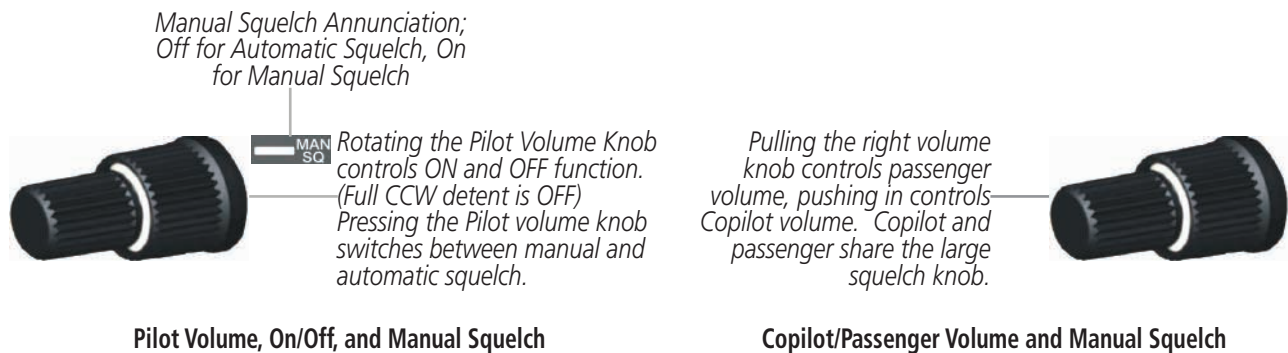 Manual Squelch Annunciation;
Off for Automatic Squelch, On
for Manual Squelch
MAN
SQ
Rotating the Pilot Volume Knob
controls ON and OFF function.
(Full CCW detent is OFF)
Pressing the Pilot volume knob
switches between manual and
automatic squelch.
Pulling the right volume
knob controls passenger
volume, pushing in controls
Copilot volume.  Copilot and
passenger share the large
squelch knob.
Pilot Volume, On/Off, and Manual Squelch
Copilot/Passenger Volume and Manual Squelch